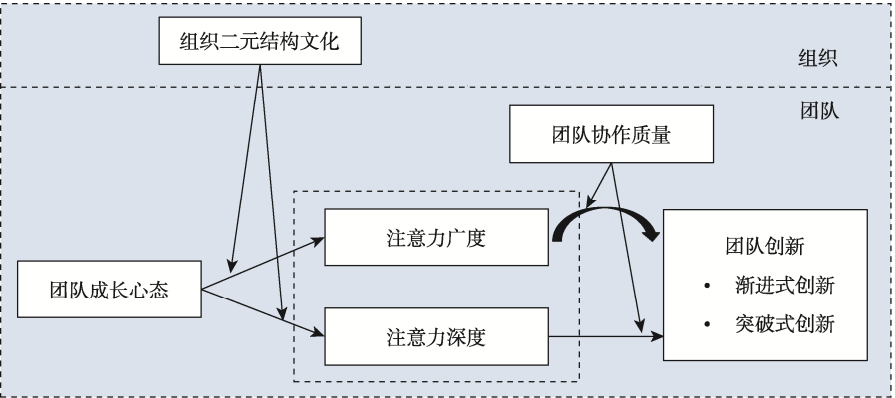 组织二元结构文化
组织
团队
团队协作质量
注意力广度
团队成长心态
注意力深度
团队创新
• 渐进式创新
• 突破式创新